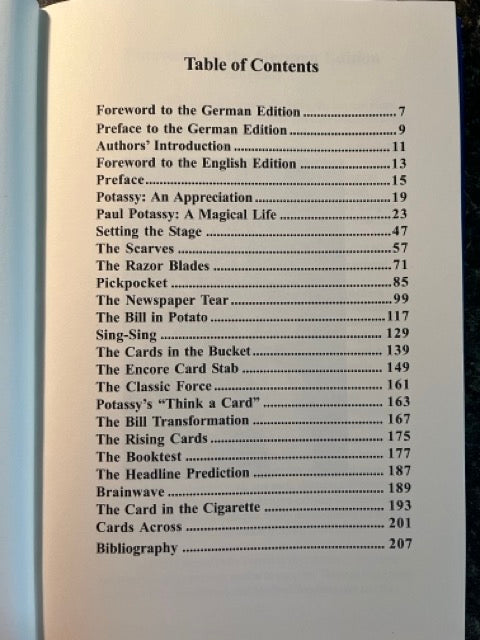 Table of Contents
Foreword to the German Edition ........................ 7
Preface to the German Edition ........................... 9
Authors' Introduction ....................................... 11
Foreword to the English Edition ........................ 13
Preface............................................................... 15
Potassy: An Appreciation .................................. 19
Paul Potassy: A Magical Life ............................ 23
Setting the Stage ................................................ 47
The Scarves ....................................................... 57
The Razor Blades ............................................... 71
Pickpocket ......................................................... 85
The Newspaper Tear .......................................... 99
The Bill in Potato .............................................. 117
Sing-Sing .......................................................... 129
The Cards in the Bucket ................................... 139
The Encore Card Stab ....................................... 149
The Classic Force .............................................. 161
Potassy's “Think a Card” .................................. 163
The Bill Transformation .................................... 167
The Rising Cards ............................................... 175
The Booktest ..................................................... 177
The Headline Prediction .................................... 187
Brainwave ......................................................... 189
The Card in the Cigarette .................................. 193
Cards Across ..................................................... 201
Bibliography ..................................................... 207